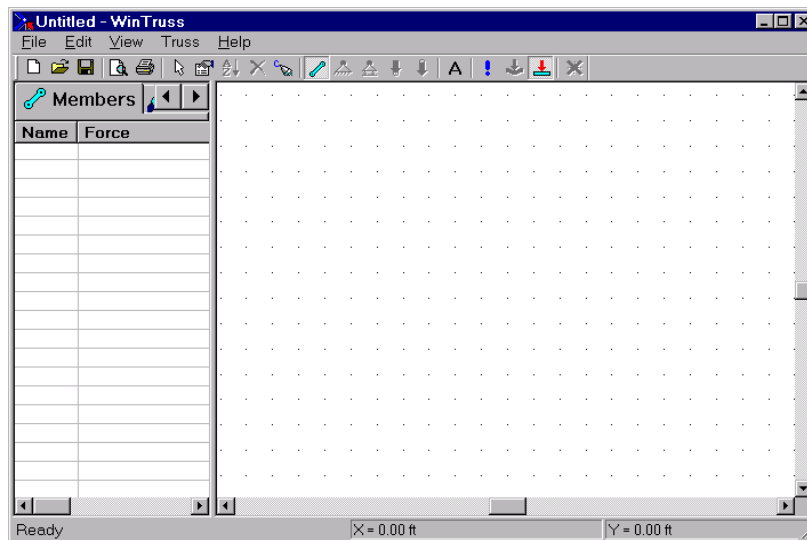 Untitled - WinTruss
File Edit View Truss Help
A !
Members
Name Force
Ready X = 0.00 ft Y = 0.00 ft